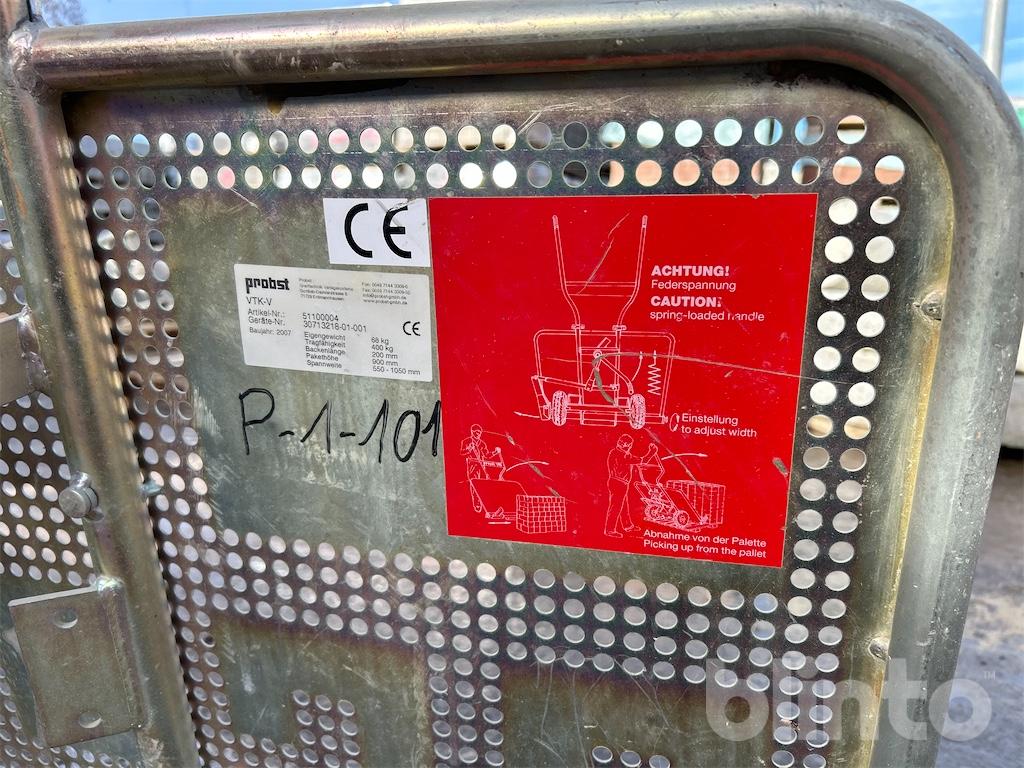 CE
probst
VTK-V
Artikel-Nr.: 51100004
Geräte-Nr. 30713218-01-001
Baujahr: 2007
CE
Eigengewicht 68 kg
Tragfähigkeit 400 kg
Backenlänge 200 mm
Pakethöhe 900 mm
Spannweite 550 - 1050 mm
P-1-101
ACHTUNG!
Federspannung
CAUTION:
spring-loaded handle
Einstellung
to adjust width
Abnahme von der Palette
Picking up from the pallet
blinto™